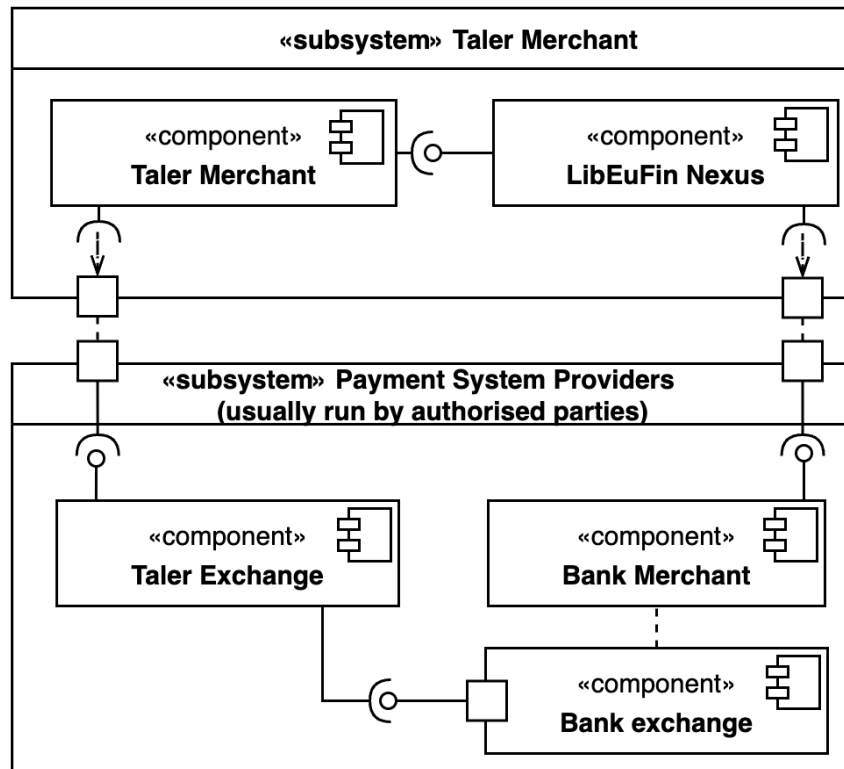 «subsystem» Taler Merchant
«component»
Taler Merchant
«component»
LibEuFin Nexus
«subsystem» Payment System Providers
(usually run by authorised parties)
«component»
Taler Exchange
«component»
Bank Merchant
«component»
Bank exchange